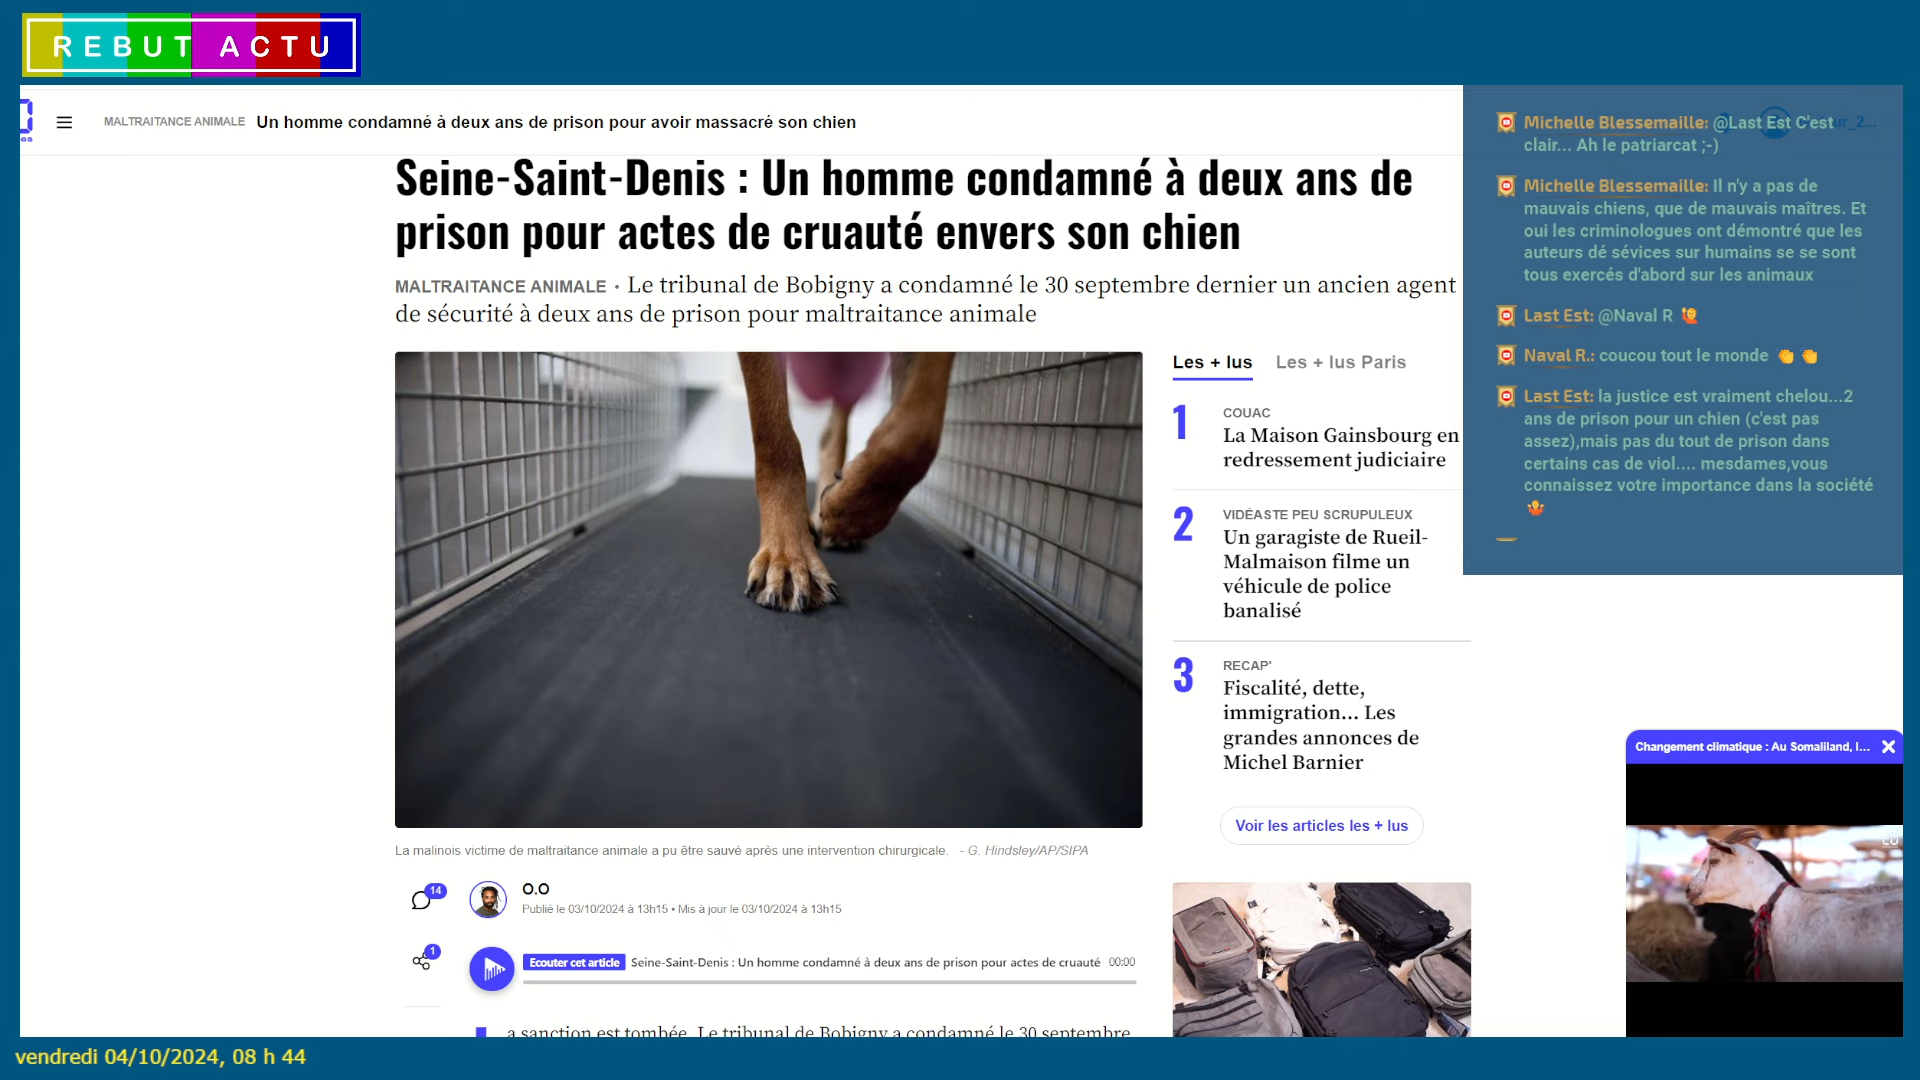 REBUT ACTU
MALTRAITANCE ANIMALE Un homme condamné à deux ans de prison pour avoir massacré son chien
Seine-Saint-Denis : Un homme condamné à deux ans de
prison pour actes de cruauté envers son chien
MALTRAITANCE ANIMALE • Le tribunal de Bobigny a condamné le 30 septembre dernier un ancien agent
de sécurité à deux ans de prison pour maltraitance animale
La malinois victime de maltraitance animale a pu être sauvé après une intervention chirurgicale. - G. Hindsley/AP/SIPA
14
O.O
Publié le 03/10/2024 à 13h15 • Mis à jour le 03/10/2024 à 13h15
1
Ecouter cet article Seine-Saint-Denis : Un homme condamné à deux ans de prison pour actes de cruauté 00:00
a sanction est tombée. Le tribunal de Bobigny a condamné le 30 septembre
Les + lus Les + lus Paris
1
COUAC
La Maison Gainsbourg en
redressement judiciaire
2
VIDÉASTE PEU SCRUPULEUX
Un garagiste de Rueil-
Malmaison filme un
véhicule de police
banalisé
3
RECAP'
Fiscalité, dette,
immigration... Les
grandes annonces de
Michel Barnier
Voir les articles les + lus
Michelle Blessemaille: @Last Est C'est
clair... Ah le patriarcat ;-)
Michelle Blessemaille: Il n'y a pas de
mauvais chiens, que de mauvais maîtres. Et
oui les criminologues ont démontré que les
auteurs dé sévices sur humains se se sont
tous exercés d'abord sur les animaux
Last Est: @Naval R 🙋
Naval R.: coucou tout le monde 👏 👏
Last Est: la justice est vraiment chelou...2
ans de prison pour un chien (c'est pas
assez),mais pas du tout de prison dans
certains cas de viol.... mesdames,vous
connaissez votre importance dans la société
🤷
Changement climatique : Au Somaliland, l...
20
vendredi 04/10/2024, 08 h 44